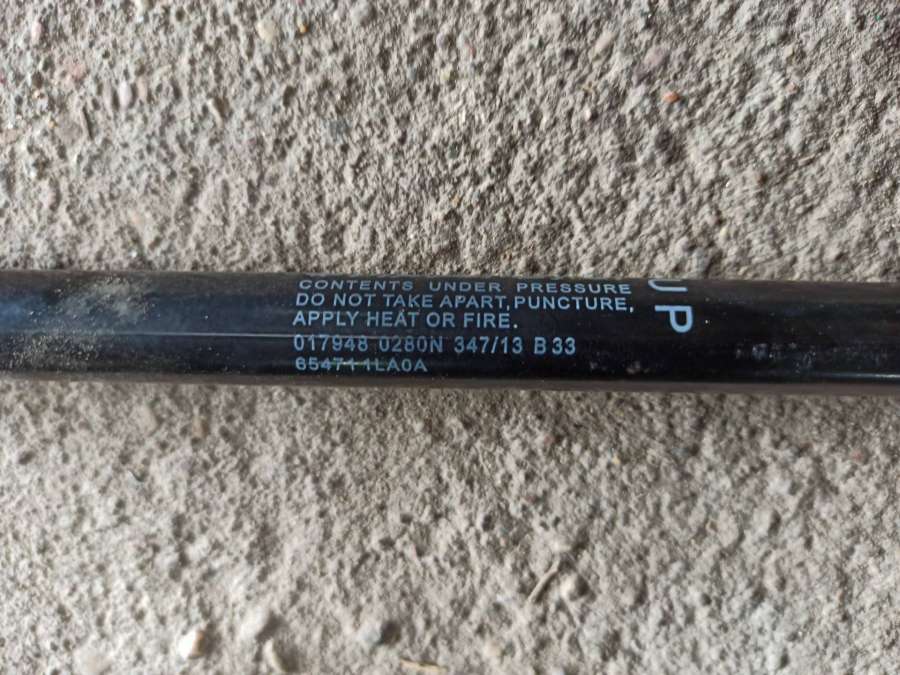 CONTENTS UNDER PRESSURE
DO NOT TAKE APART, PUNCTURE,
APPLY HEAT OR FIRE.
017948 0280N 347/13 B 33
654711LA0A
UP